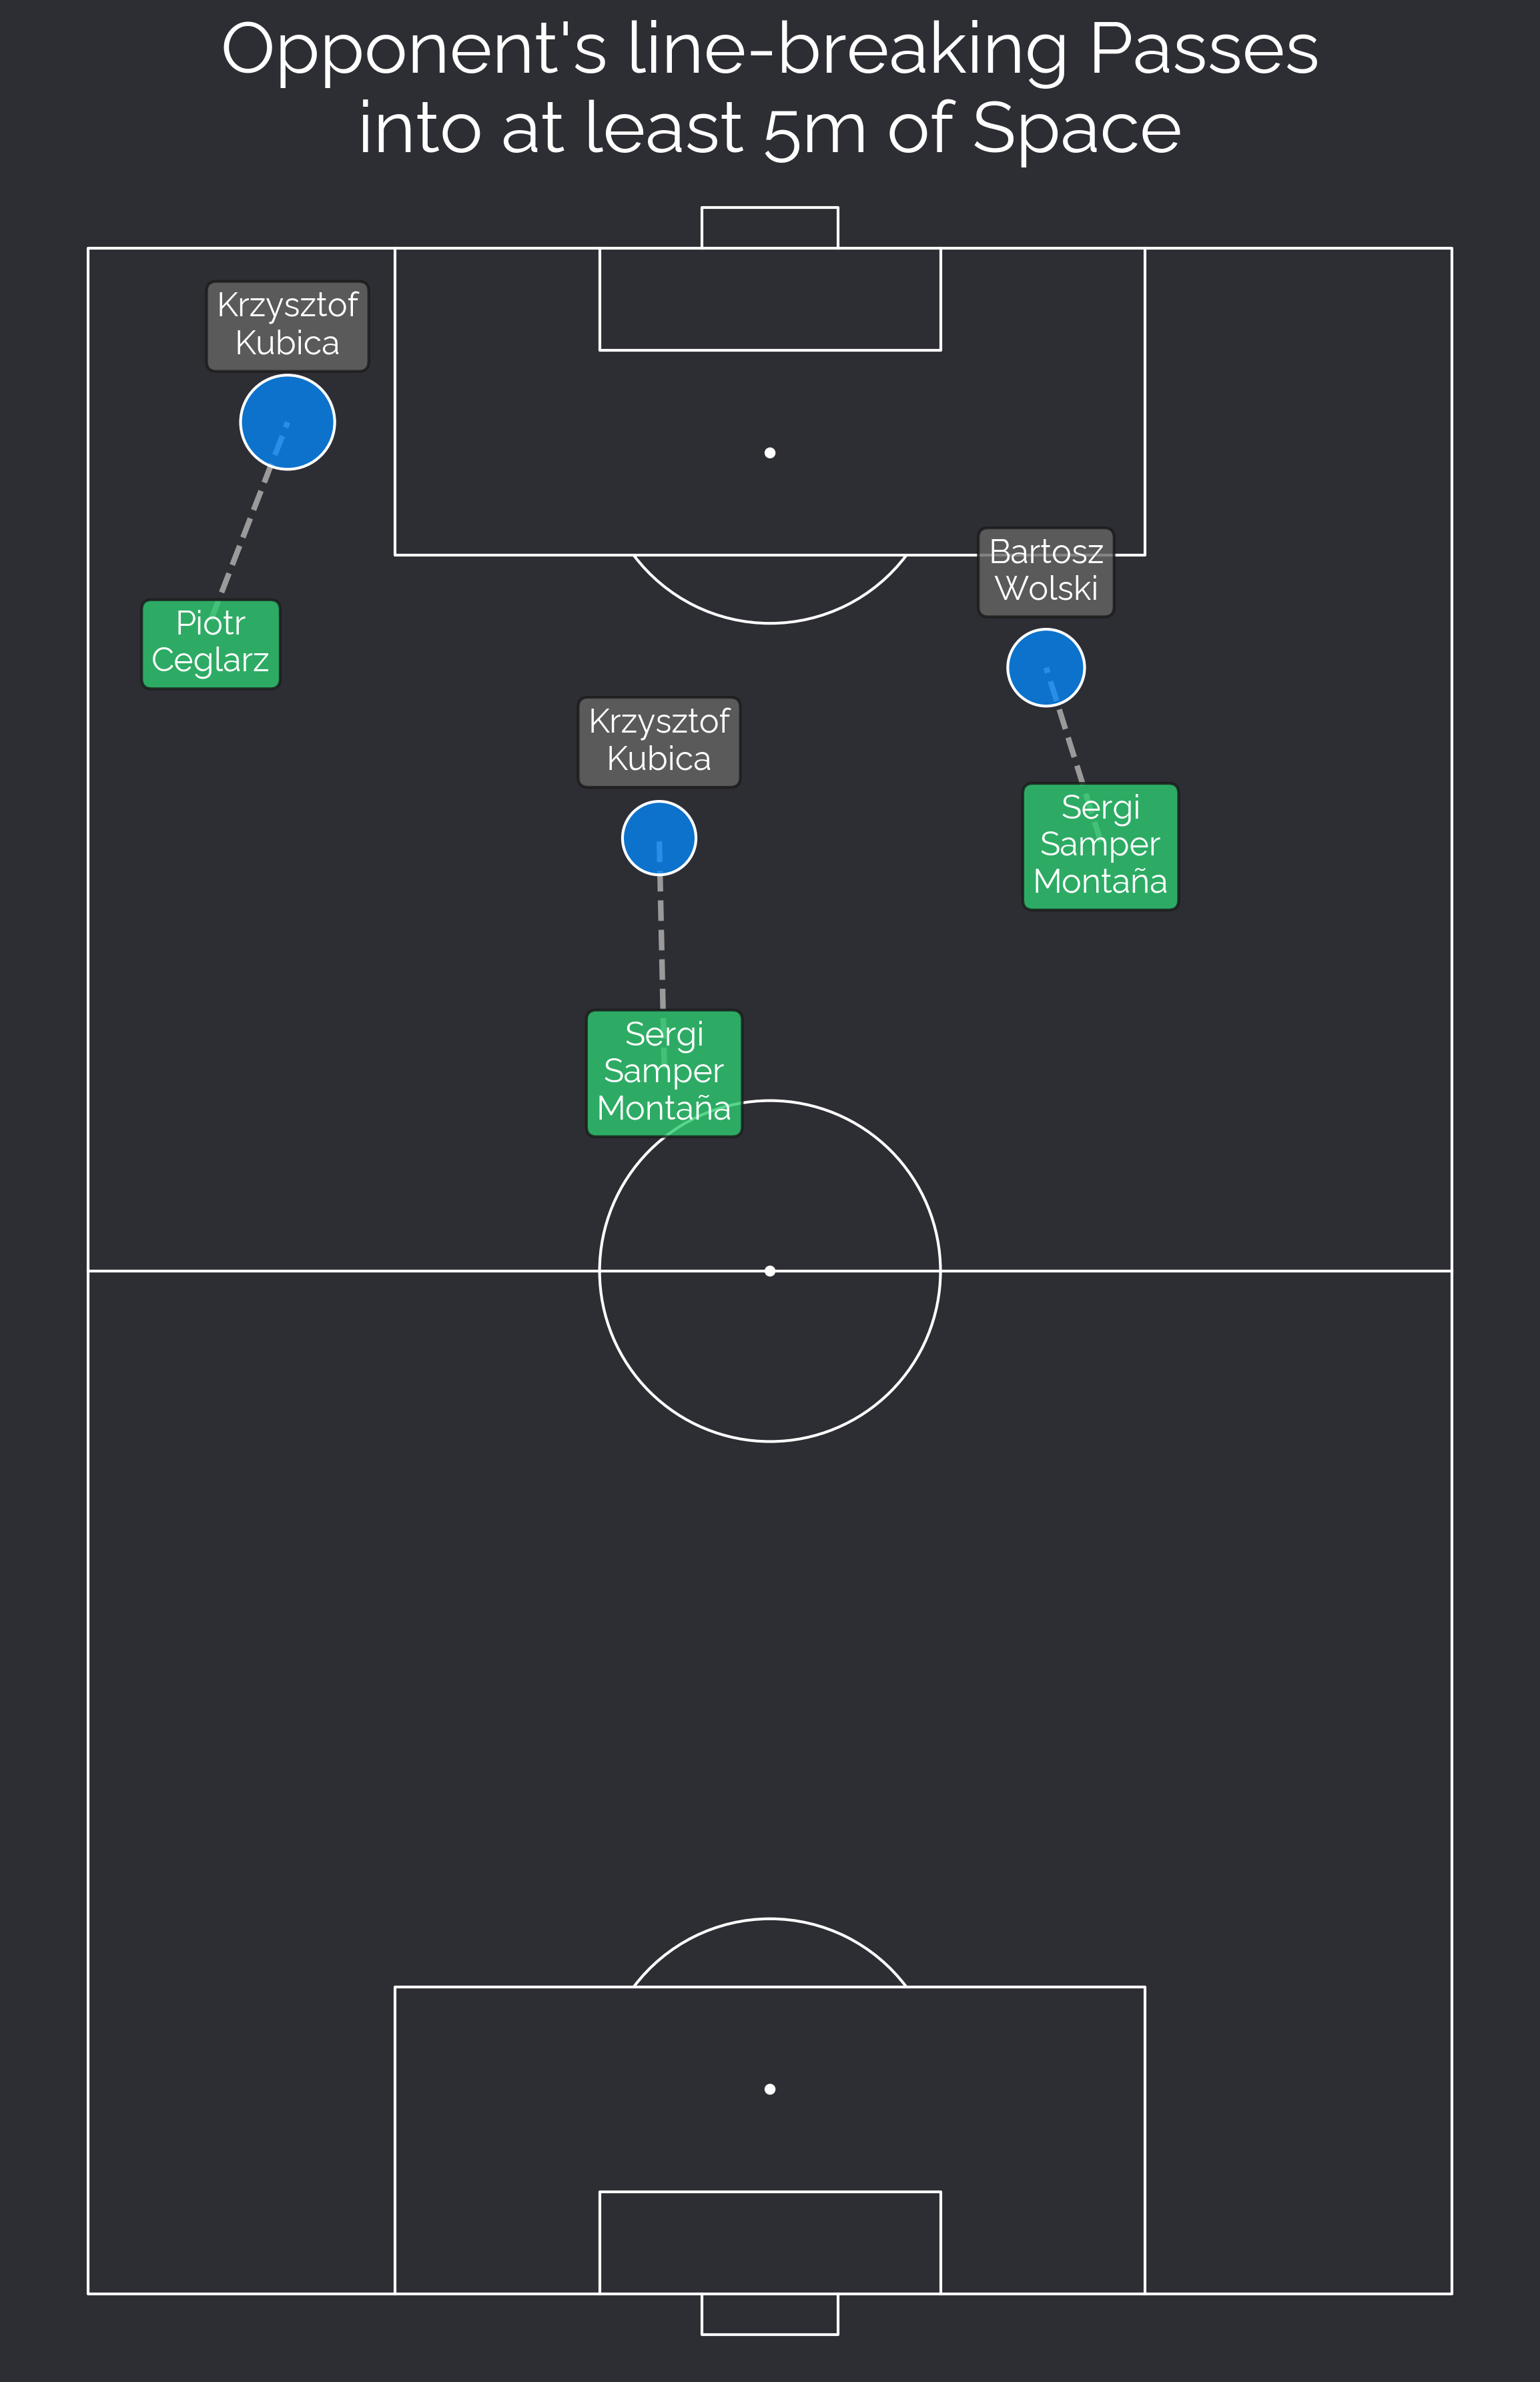 Opponent's line-breaking Passes
into at least 5m of Space
Krzysztof
Kubica
Piotr
Ceglarz
Bartosz
Wolski
Krzysztof
Kubica
Sergi
Samper
Montaña
Sergi
Samper
Montaña